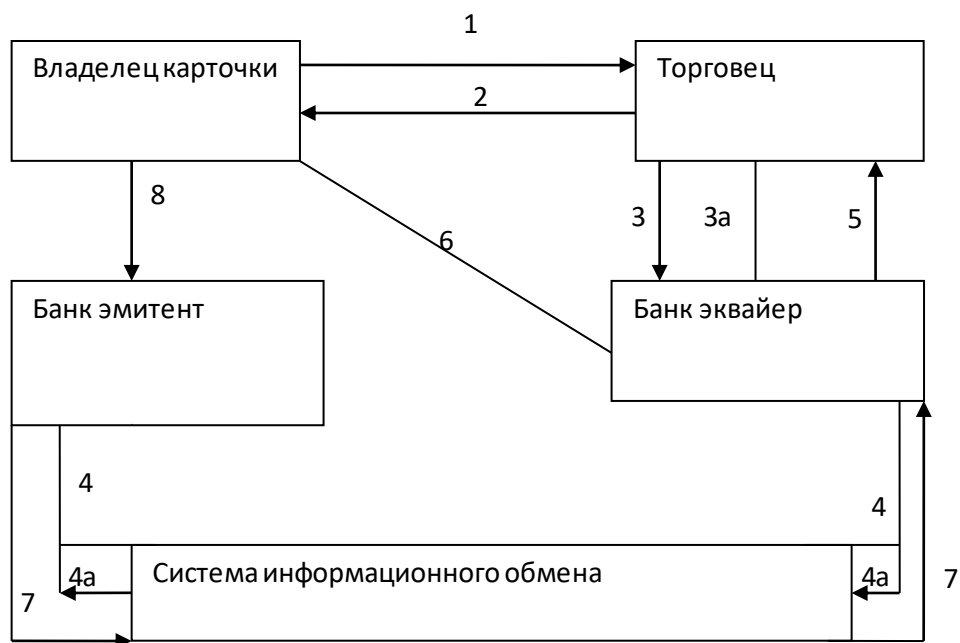 1
Владелец карточки
Торговец
2
8
3
3а
5
6
Банк эмитент
Банк эквайер
4
4
Система информационного обмена
4а
4а
7
7